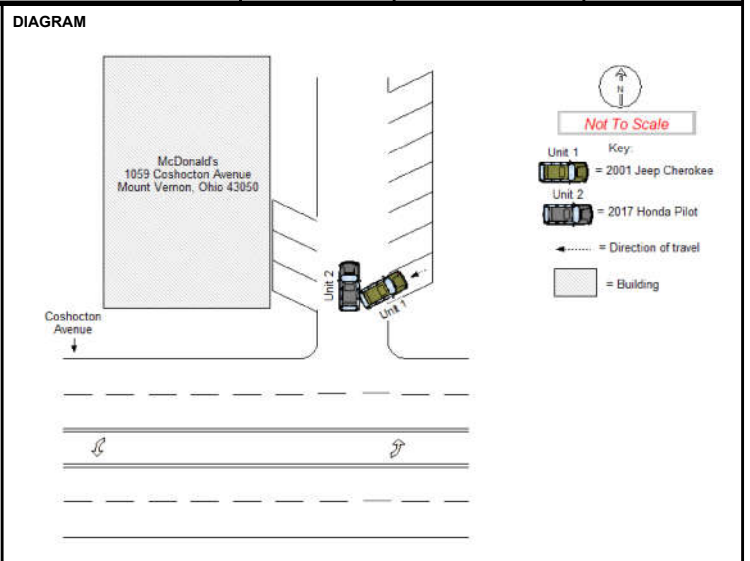 DIAGRAM
McDonald's
1059 Coshocton Avenue
Mount Vernon, Ohio 43050
N
Not To Scale
Key:
Unit 1
= 2001 Jeep Cherokee
Unit 2
= 2017 Honda Pilot
= Direction of travel
= Building
Unit 2
Unit 1
Coshocton
Avenue